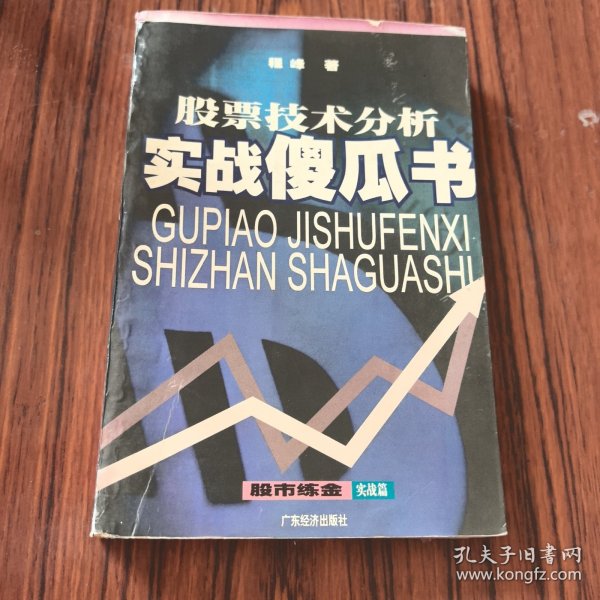 程峰 著
股票技术分析
实战傻瓜书
GUPIAO JISHUFENXI
SHIZHAN SHAGUASHU
股市练金 实战篇
广东经济出版社
孔夫子旧书网
www.kongfz.com